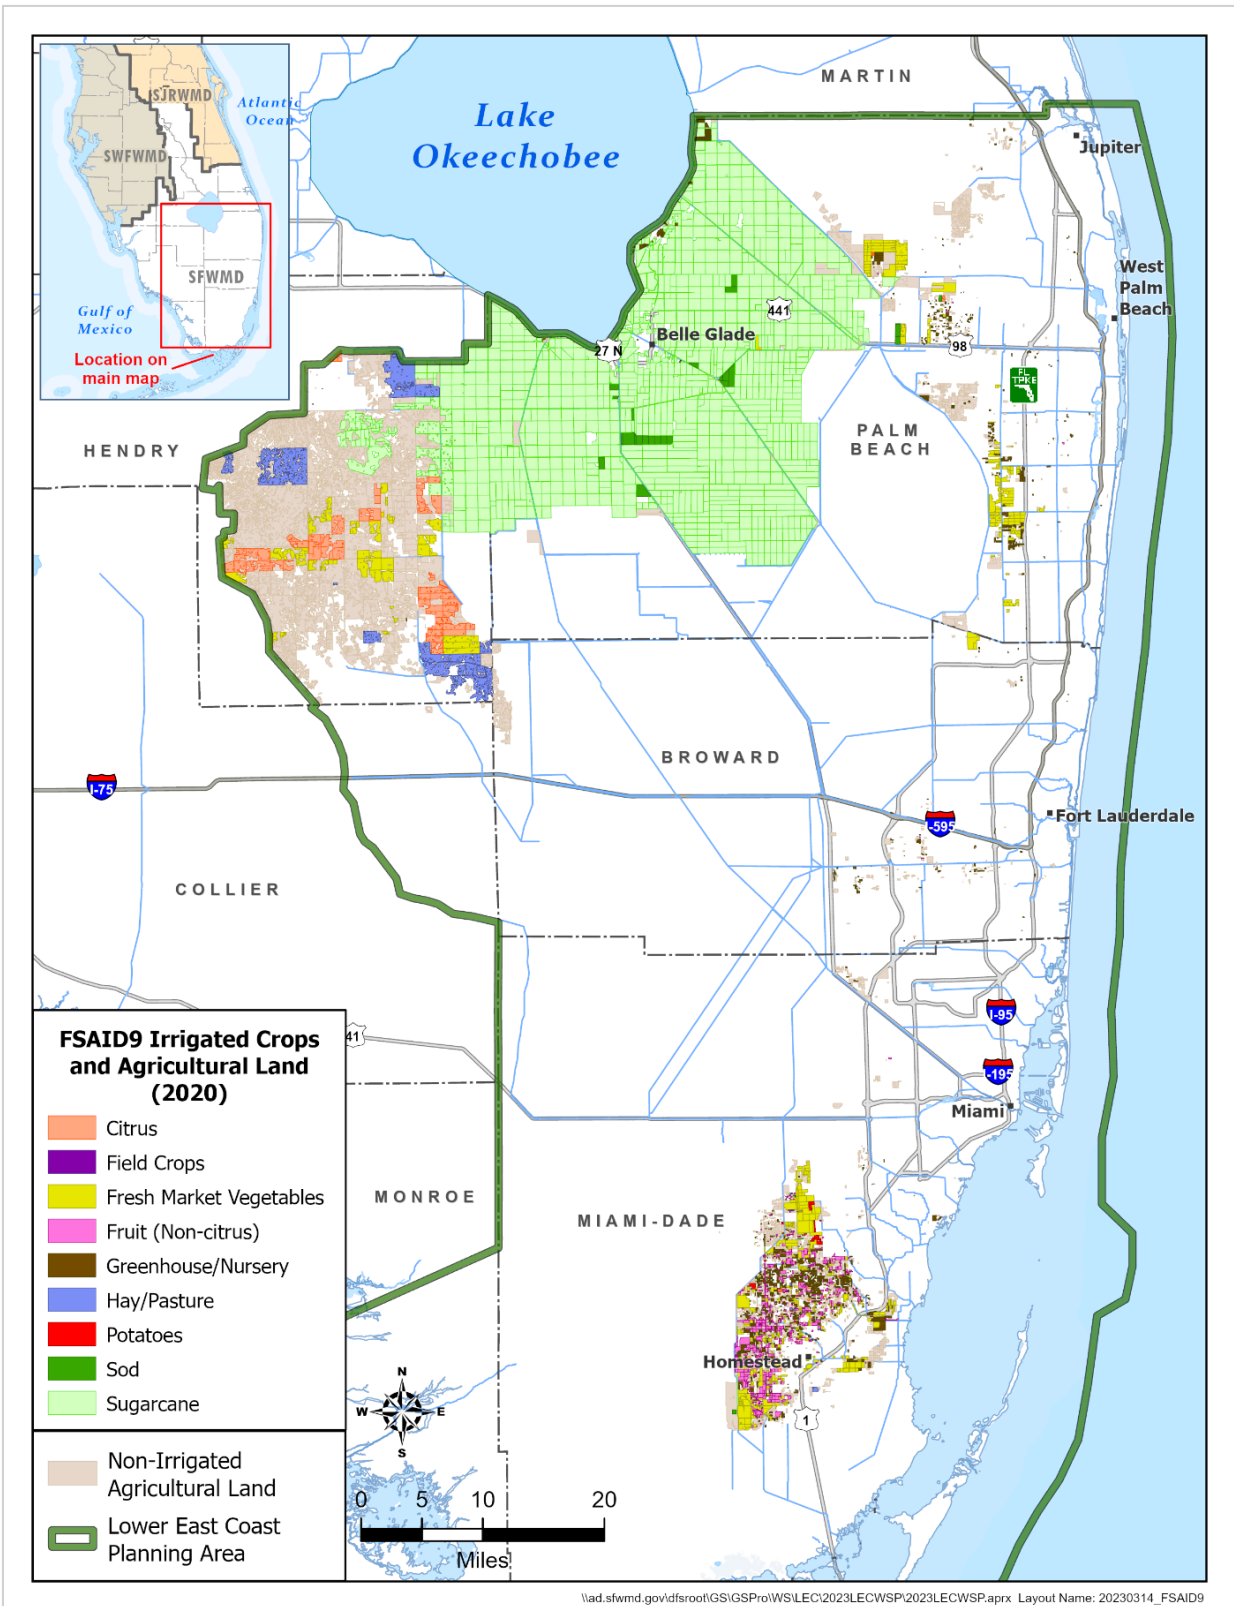 SJRWMD
Atlantic
Ocean
SWFWMD
SFWMD
Gulf of
Mexico
Location on
main map
Lake
Okeechobee
MARTIN
Jupiter
West
Palm
Beach
441
Belle Glade
27 N
98
FL
TPKE
HENDRY
PALM
BEACH
BROWARD
I-75
I-595
Fort Lauderdale
COLLIER
I-95
41
I-195
Miami
MONROE
MIAMI-DADE
Homestead
1
FSAID9 Irrigated Crops
and Agricultural Land
(2020)
Citrus
Field Crops
Fresh Market Vegetables
Fruit (Non-citrus)
Greenhouse/Nursery
Hay/Pasture
Potatoes
Sod
Sugarcane
Non-Irrigated
Agricultural Land
Lower East Coast
Planning Area
N
W E
S
0 5 10 20
Miles
\\ad.sfwmd.gov\dfsroot\GS\GSPro\WS\LEC\2023LECWSP\2023LECWSP.aprx Layout Name: 20230314_FSAID9